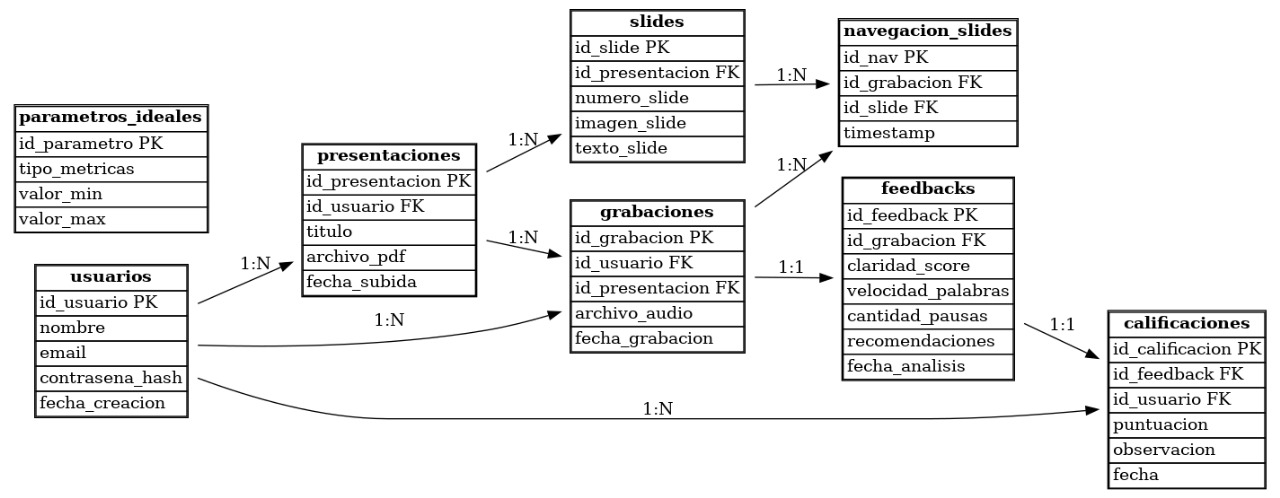 parametros_ideales
id_parametro PK
tipo_metricas
valor_min
valor_max
usuarios
id_usuario PK
nombre
email
contrasena_hash
fecha_creacion
1:N
1:N
1:N
presentaciones
id_presentacion PK
id_usuario FK
titulo
archivo_pdf
fecha_subida
1:N
1:N
slides
id_slide PK
id_presentacion FK
numero_slide
imagen_slide
texto_slide
grabaciones
id_grabacion PK
id_usuario FK
id_presentacion FK
archivo_audio
fecha_grabacion
1:N
1:N
1:1
navegacion_slides
id_nav PK
id_grabacion FK
id_slide FK
timestamp
feedbacks
id_feedback PK
id_grabacion FK
claridad_score
velocidad_palabras
cantidad_pausas
recomendaciones
fecha_analisis
1:1
calificaciones
id_calificacion PK
id_feedback FK
id_usuario FK
puntuacion
observacion
fecha